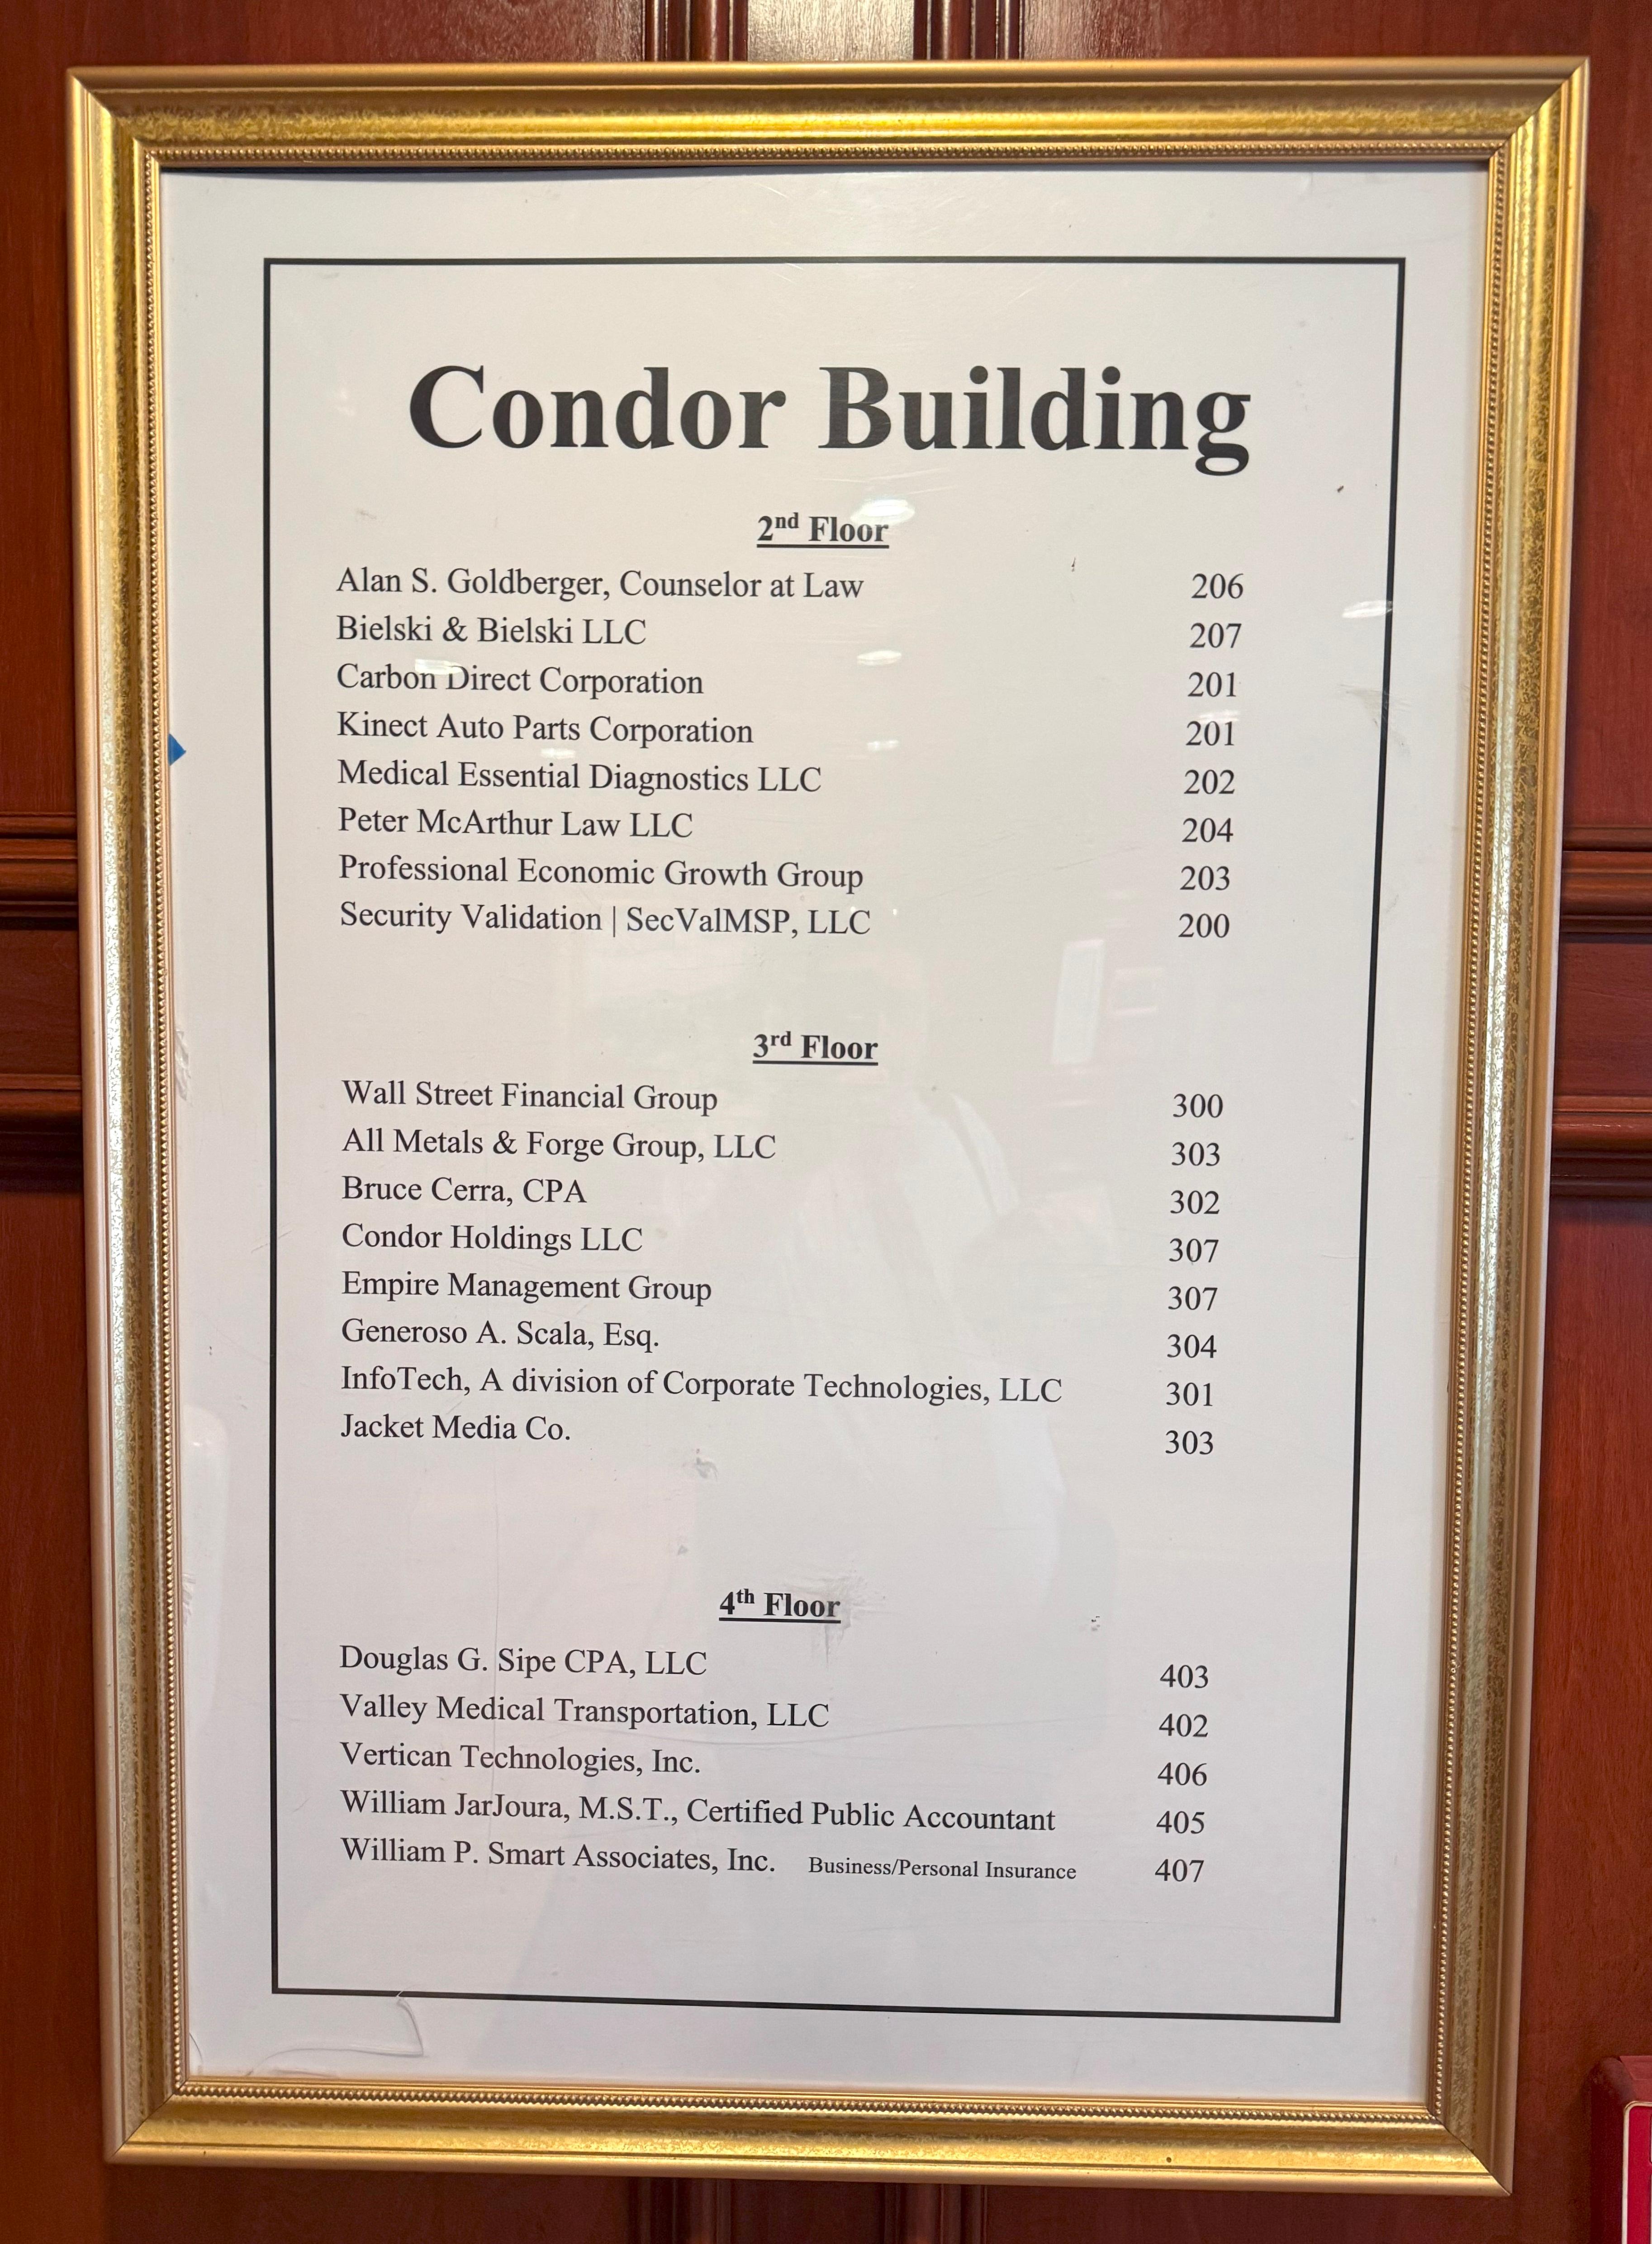 Condor Building
2nd Floor
Alan S. Goldberger, Counselor at Law 206
Bielski & Bielski LLC 207
Carbon Direct Corporation 201
Kinect Auto Parts Corporation 201
Medical Essential Diagnostics LLC 202
Peter McArthur Law LLC 204
Professional Economic Growth Group 203
Security Validation | SecValMSP, LLC 200
3rd Floor
Wall Street Financial Group 300
All Metals & Forge Group, LLC 303
Bruce Cerra, CPA 302
Condor Holdings LLC 307
Empire Management Group 307
Generoso A. Scala, Esq. 304
InfoTech, A division of Corporate Technologies, LLC 301
Jacket Media Co. 303
4th Floor
Douglas G. Sipe CPA, LLC 403
Valley Medical Transportation, LLC 402
Vertican Technologies, Inc. 406
William JarJoura, M.S.T., Certified Public Accountant 405
William P. Smart Associates, Inc. Business/Personal Insurance 407